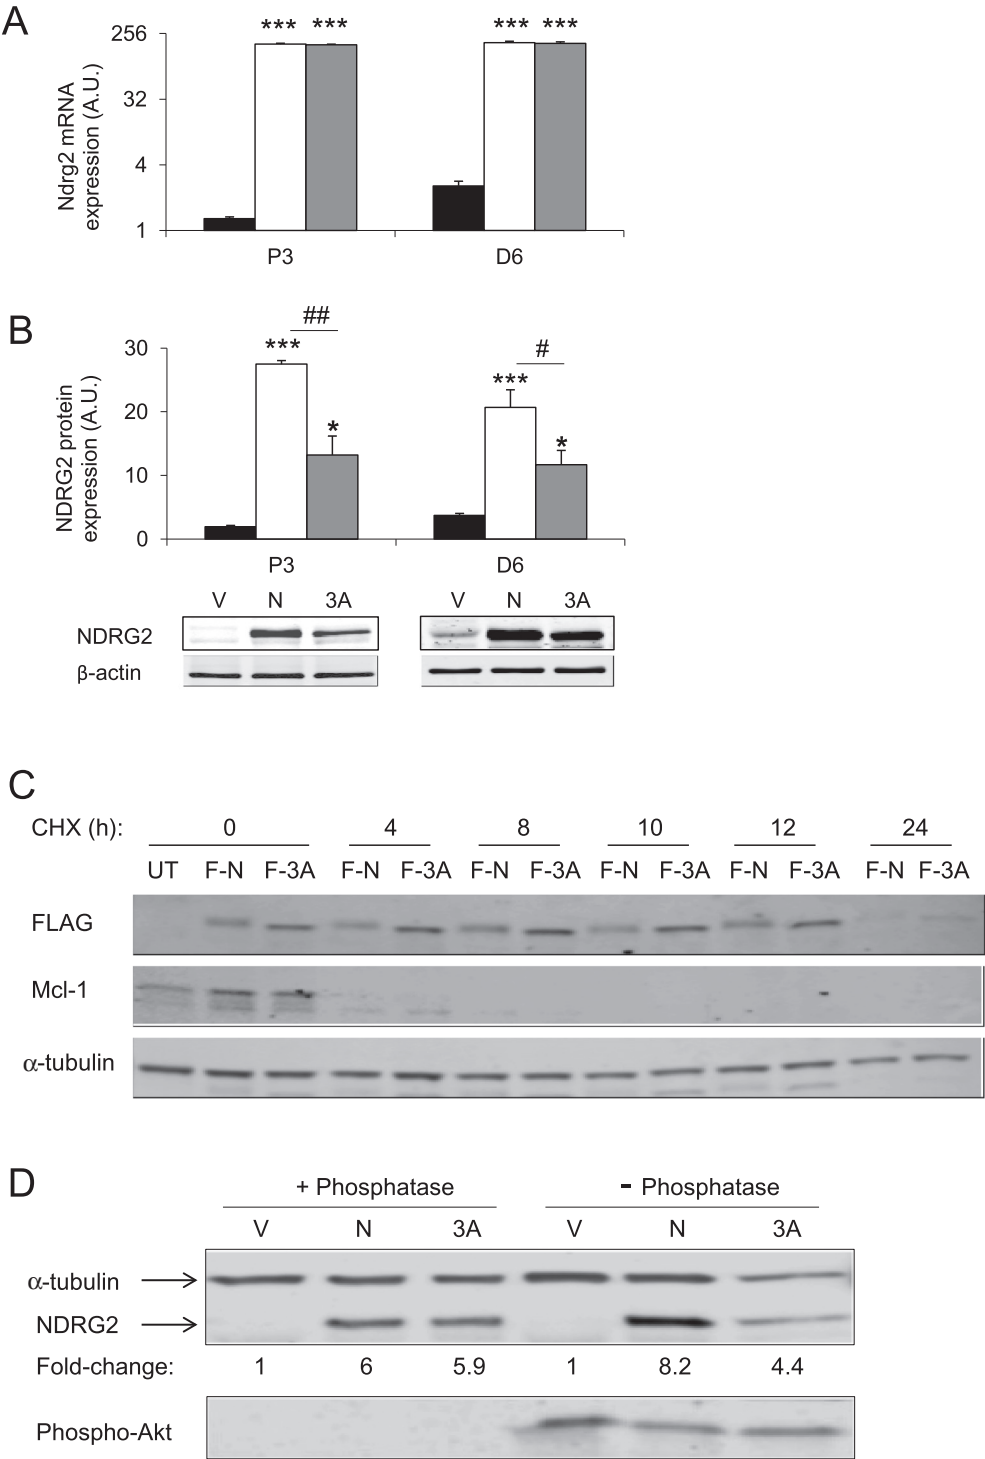 A
Ndrg2 mRNA
expression (A.U.)
256
32
4
1
*** *** *** ***
P3 D6
B
NDRG2 protein
expression (A.U.)
30
20
10
0
##
*** *
#
*** *
P3 D6
V N 3A V N 3A
NDRG2
β-actin
C
CHX (h): 0 4 8 10 12 24
UT F-N F-3A F-N F-3A F-N F-3A F-N F-3A F-N F-3A F-N F-3A
FLAG
Mcl-1
α-tubulin
D
+ Phosphatase - Phosphatase
V N 3A V N 3A
α-tubulin
NDRG2
Fold-change: 1 6 5.9 1 8.2 4.4
Phospho-Akt